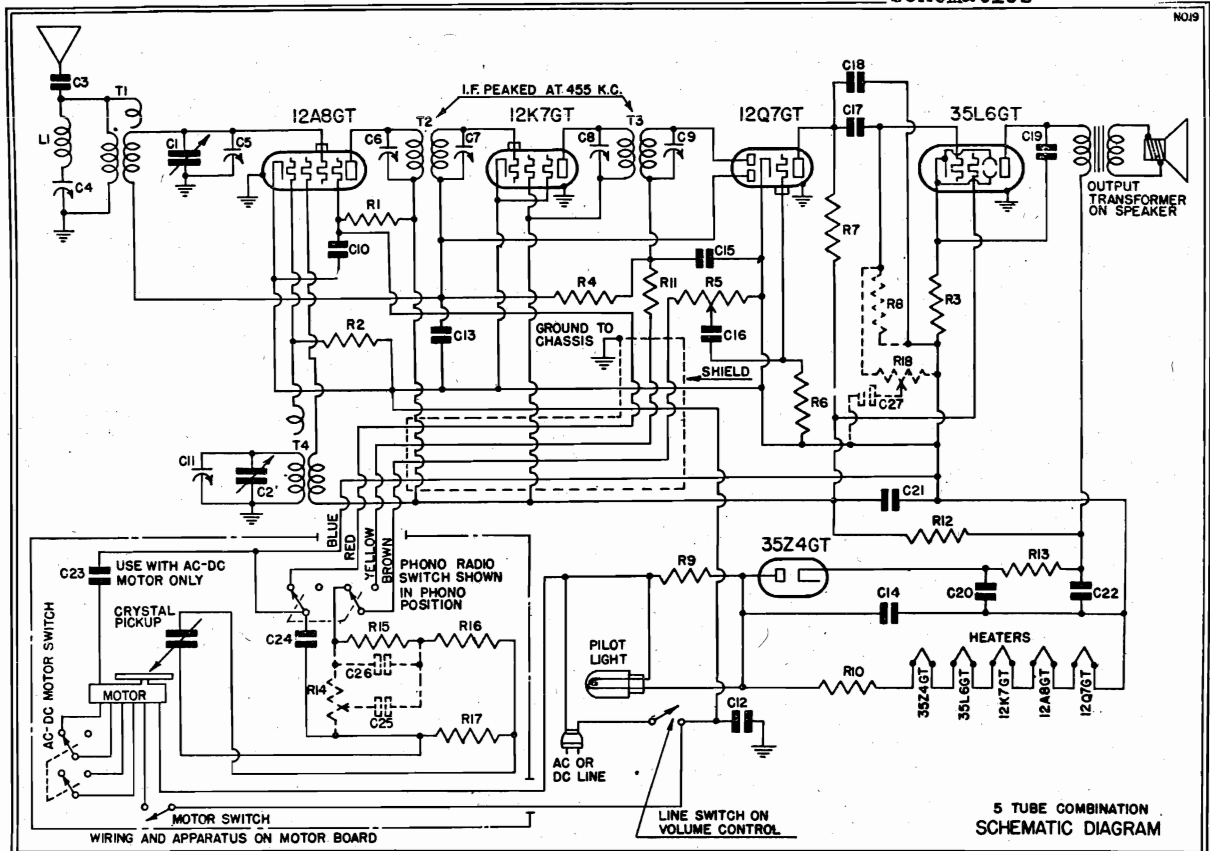 Schematics
NO.19
C3
T1
L1
C4
C1
C5
12A8GT
C6
I.F. PEAKED AT 455 K.C.
T2
C7
12K7GT
C8
T3
C9
12Q7GT
C18
C17
35L6GT
C19
OUTPUT
TRANSFORMER
ON SPEAKER
R1
C10
R2
R4
C13
C15
R11
R5
C16
R7
R8
R3
R18
C27
R6
GROUND TO
CHASSIS
SHIELD
C11
C2
T4
C21
R12
BLUE
RED
YELLOW
BROWN
C23
USE WITH AC-DC
MOTOR ONLY
PHONO RADIO
SWITCH SHOWN
IN PHONO
POSITION
CRYSTAL
PICKUP
AC-DC MOTOR SWITCH
MOTOR
C24
R15
R16
C26
R14
C25
R17
MOTOR SWITCH
WIRING AND APPARATUS ON MOTOR BOARD
R9
35Z4GT
R13
C20
C22
C14
PILOT
LIGHT
HEATERS
R10
35Z4GT
35L6GT
12K7GT
12A8GT
12Q7GT
C12
AC OR
DC LINE
LINE SWITCH ON
VOLUME CONTROL
5 TUBE COMBINATION
SCHEMATIC DIAGRAM